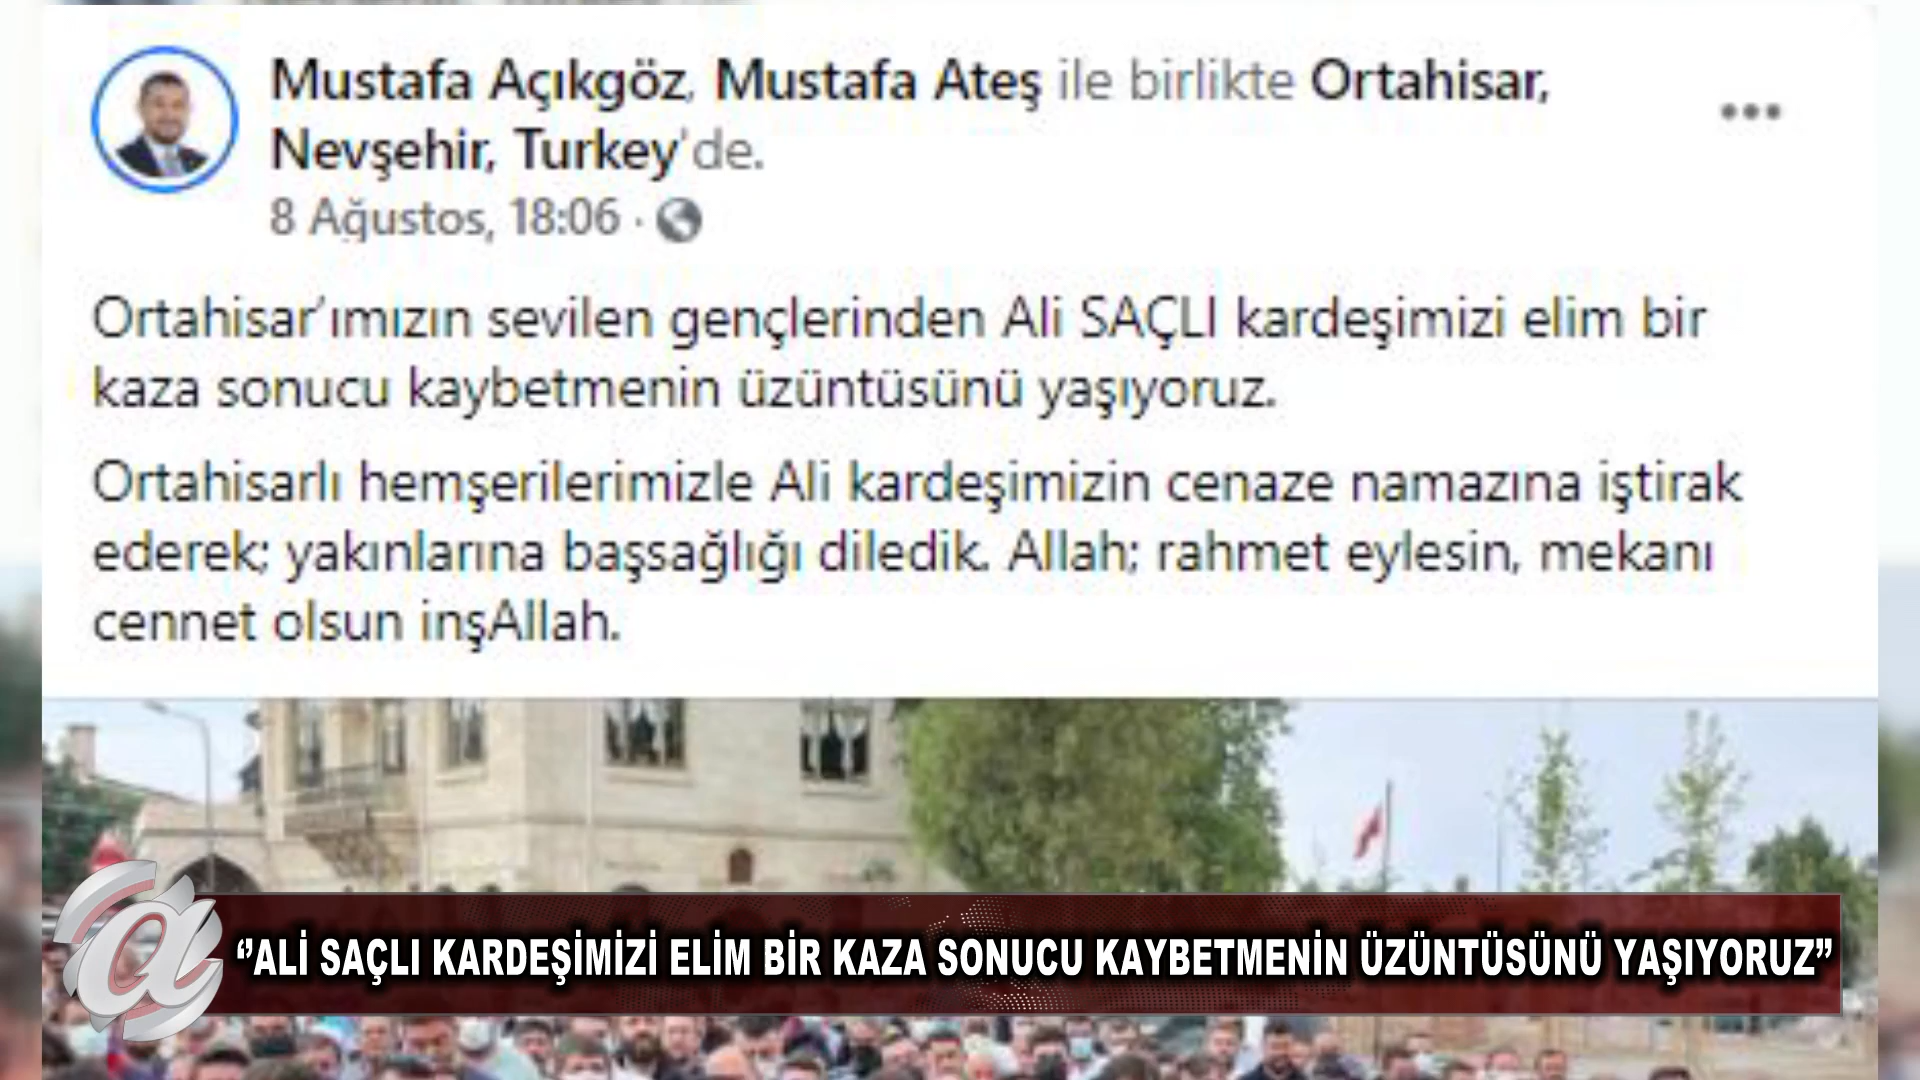 Mustafa Açıkgöz, Mustafa Ateş ile birlikte Ortahisar,
Nevşehir, Turkey'de.
8 Ağustos, 18:06 ·
Ortahisar'ımızın sevilen gençlerinden Ali SAÇLI kardeşimizi elim bir
kaza sonucu kaybetmenin üzüntüsünü yaşıyoruz.
Ortahisarlı hemşerilerimizle Ali kardeşimizin cenaze namazına iştirak
ederek; yakınlarına başsağlığı diledik. Allah; rahmet eylesin, mekanı
cennet olsun inşAllah.
‘’ALİ SAÇLI KARDEŞİMİZİ ELİM BİR KAZA SONUCU KAYBETMENİN ÜZÜNTÜSÜNÜ YAŞIYORUZ’’